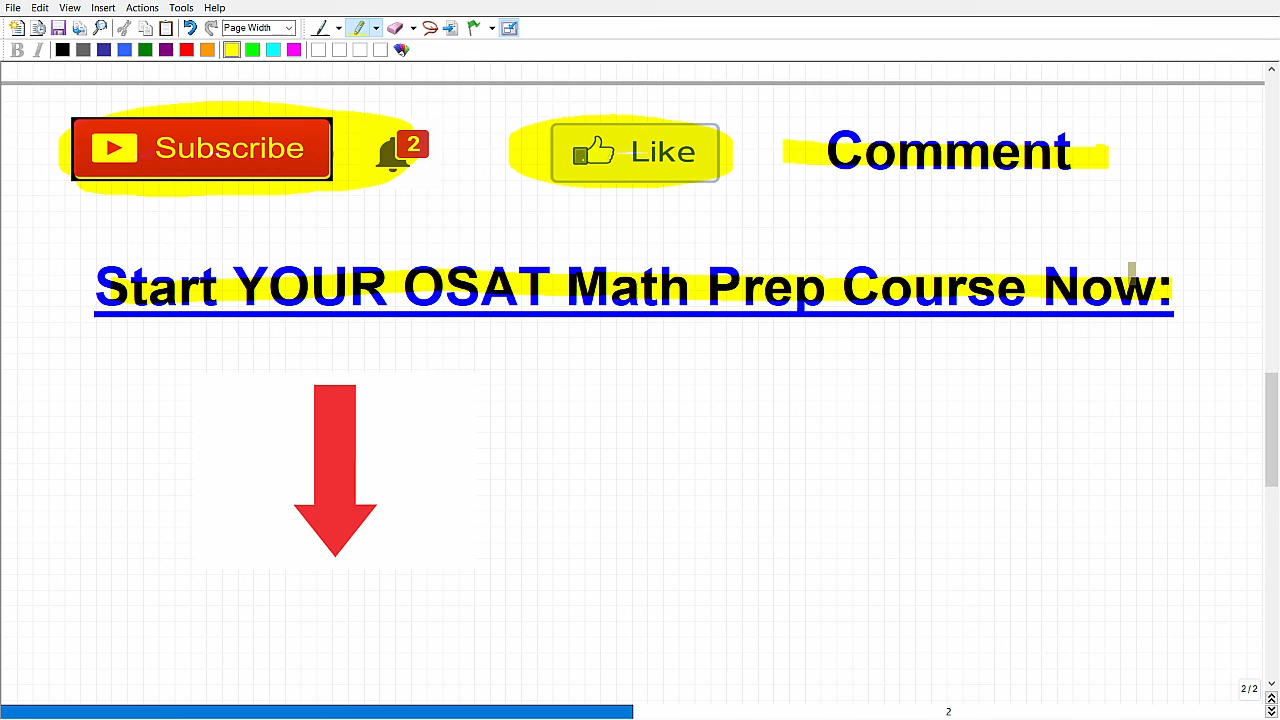 File Edit View Insert Actions Tools Help
Page Width
B I
Subscribe 2 Like Comment
Start YOUR OSAT Math Prep Course Now:
2/2
2